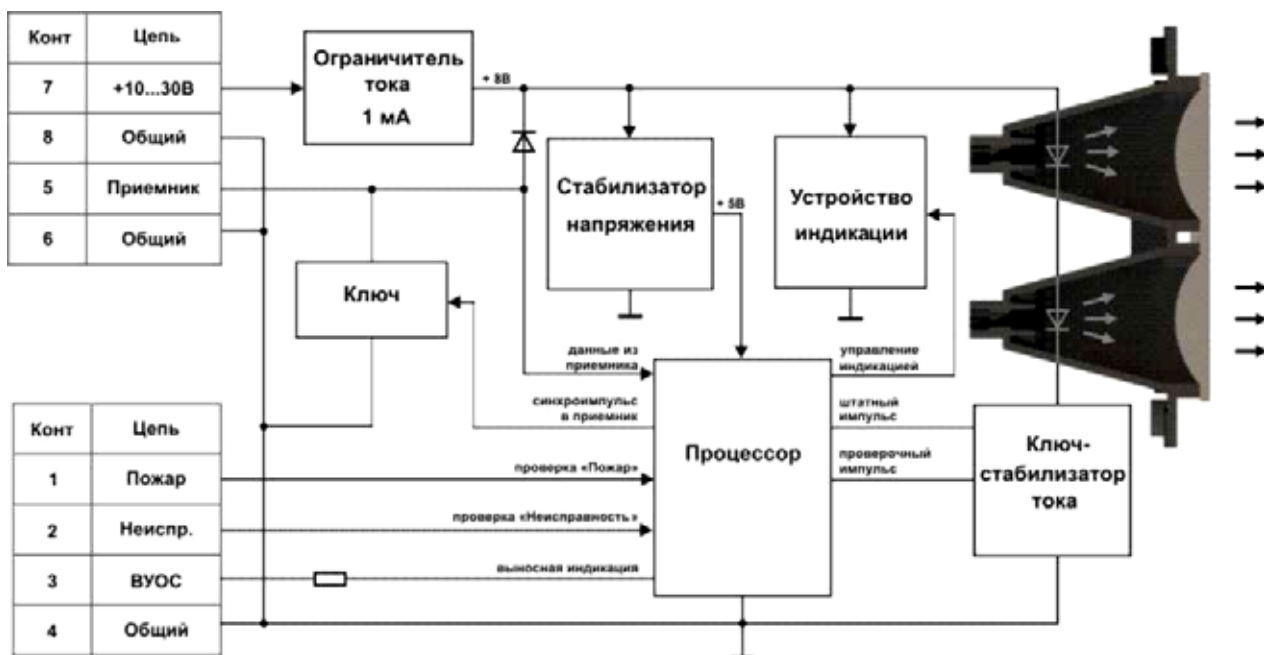 Конт Цепь
7 +10...30В
8 Общий
5 Приемник
6 Общий
Ограничитель
тока
1 мА
+ 8В
Стабилизатор
напряжения
+ 5В
Устройство
индикации
Ключ
данные из
приемника
управление
индикацией
синхроимпульс
в приемник
штатный
импульс
Процессор
проверочный
импульс
Ключ-
стабилизатор
тока
Конт Цепь
1 Пожар
2 Неиспр.
3 ВУОС
4 Общий
проверка «Пожар»
проверка «Неисправность»
выносная индикация